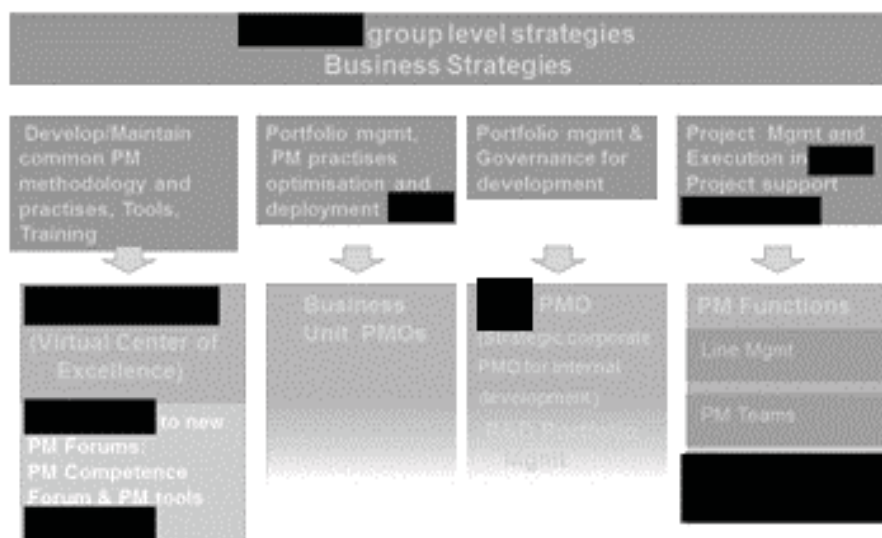 group level strategies
Business Strategies
Develop/Maintain
common PM
methodology and
practises, Tools,
Training
Portfolio mgmt,
PM practises
optimisation and
deployment
Portfolio mgmt &
Governance for
development
Project Mgmt and
Execution in
Project support
(Virtual Center of
Excellence)
to new
PM Forums:
PM Competence
Forum & PM tools
Business
Unit PMOs
PMO
(Strategic corporate
PMO for internal
development)
Mgmt
PM Functions
Line Mgmt
PM Teams